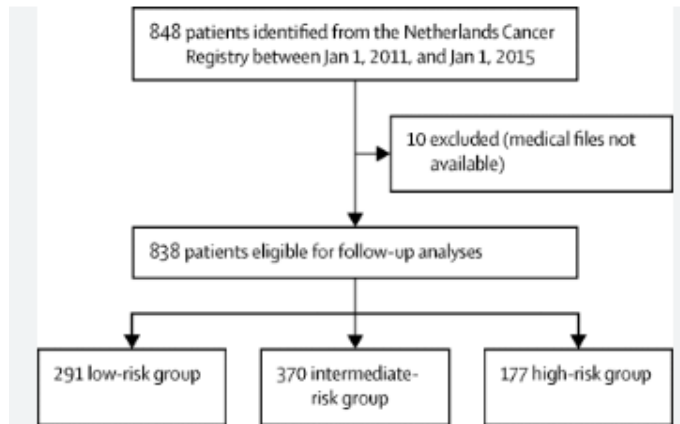 848 patients identified from the Netherlands Cancer
Registry between Jan 1, 2011, and Jan 1, 2015
10 excluded (medical files not
available)
838 patients eligible for follow-up analyses
291 low-risk group
370 intermediate-
risk group
177 high-risk group